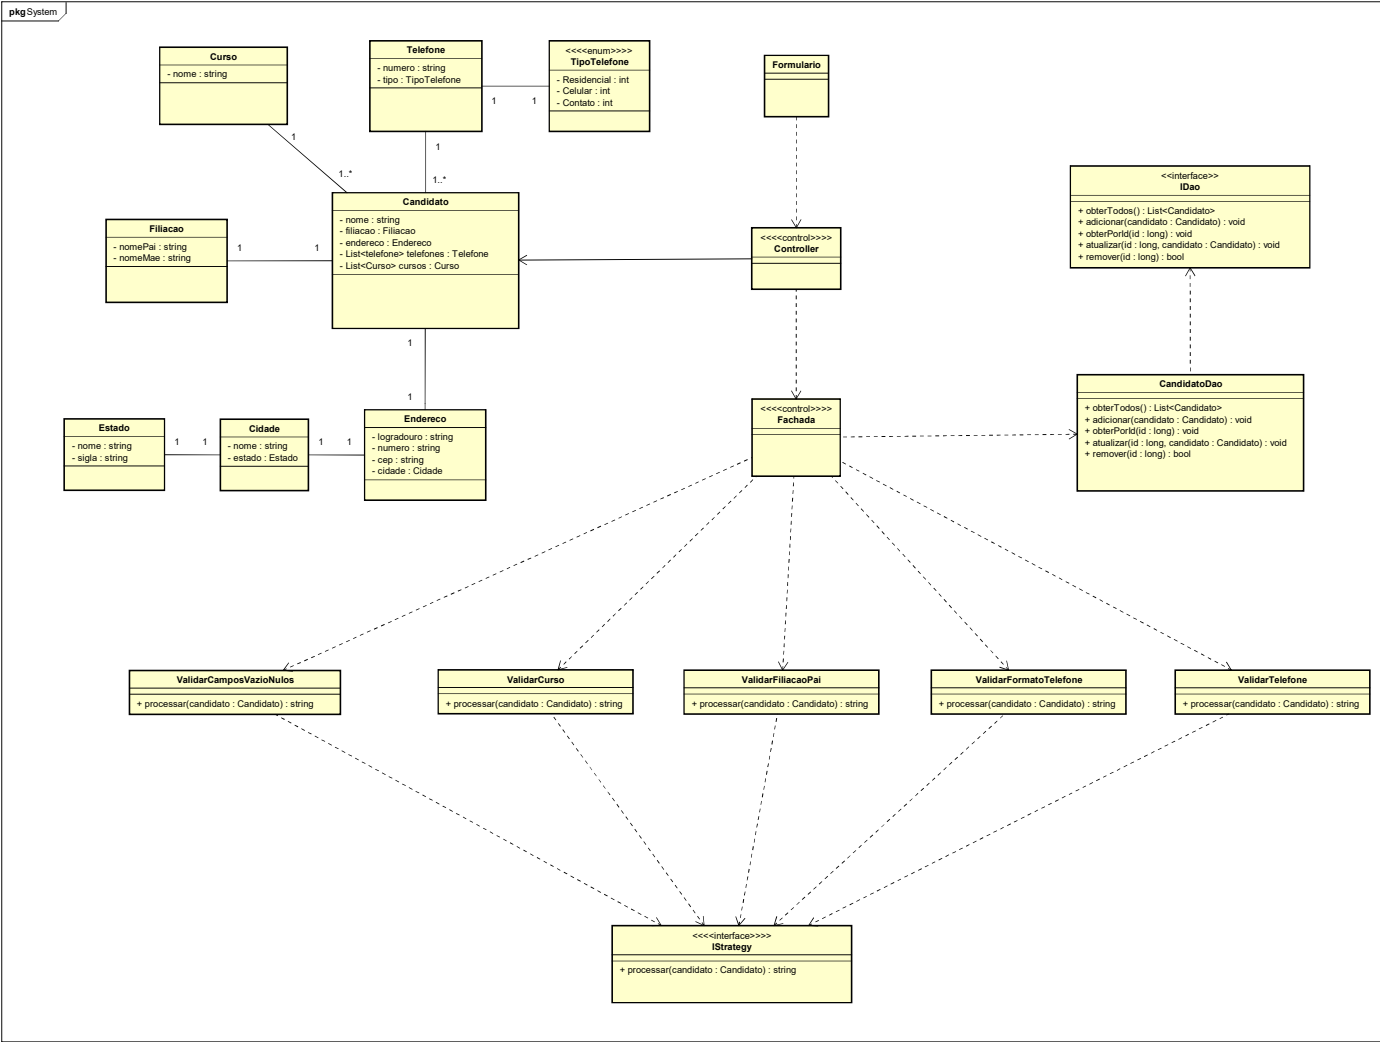 pkg System
Curso
- nome : string
Telefone
- numero : string
- tipo : TipoTelefone
<<<<enum>>>>
TipoTelefone
- Residencial : int
- Celular : int
- Contato : int
Formulario
1
1
1
1
1..*
1..*
<<interface>>
IDao
+ obterTodos() : List<Candidato>
+ adicionar(candidato : Candidato) : void
+ obterPorId(id : long) : void
+ atualizar(id : long, candidato : Candidato) : void
+ remover(id : long) : bool
Candidato
- nome : string
- filiacao : Filiacao
- endereco : Endereco
- List<telefone> telefones : Telefone
- List<Curso> cursos : Curso
Filiacao
- nomePai : string
- nomeMae : string
1
1
<<<<control>>>>
Controller
1
1
CandidatoDao
+ obterTodos() : List<Candidato>
+ adicionar(candidato : Candidato) : void
+ obterPorId(id : long) : void
+ atualizar(id : long, candidato : Candidato) : void
+ remover(id : long) : bool
<<<<control>>>>
Fachada
Estado
- nome : string
- sigla : string
1
1
Cidade
- nome : string
- estado : Estado
1
1
Endereco
- logradouro : string
- numero : string
- cep : string
- cidade : Cidade
ValidarCamposVazioNulos
+ processar(candidato : Candidato) : string
ValidarCurso
+ processar(candidato : Candidato) : string
ValidarFiliacaoPai
+ processar(candidato : Candidato) : string
ValidarFormatoTelefone
+ processar(candidato : Candidato) : string
ValidarTelefone
+ processar(candidato : Candidato) : string
<<<<interface>>>>
IStrategy
+ processar(candidato : Candidato) : string